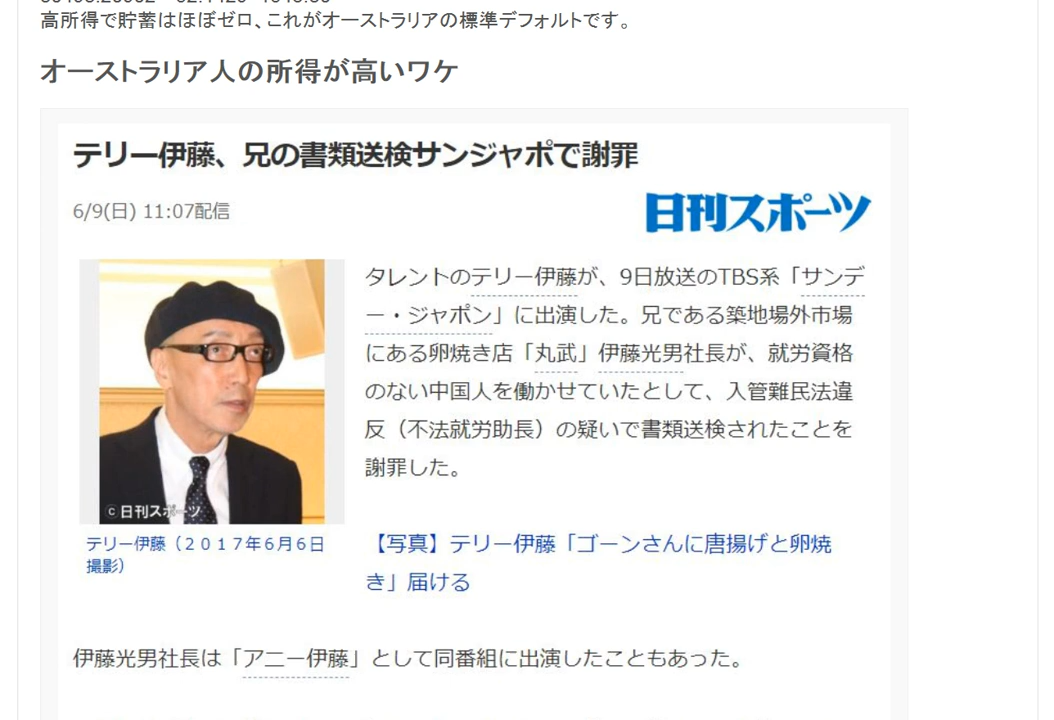 高所得で貯蓄はほぼゼロ、これがオーストラリアの標準デフォルトです。
オーストラリア人の所得が高いワケ
テリー伊藤、兄の書類送検サンジャポで謝罪
6/9(日) 11:07配信
日刊スポーツ
タレントのテリー伊藤が、9日放送のTBS系「サンデ
ー・ジャポン」に出演した。兄である築地場外市場
にある卵焼き店「丸武」伊藤光男社長が、就労資格
のない中国人を働かせていたとして、入管難民法違
反（不法就労助長）の疑いで書類送検されたことを
謝罪した。
©日刊スポーツ
テリー伊藤（２０１７年６月６日
撮影）
【写真】テリー伊藤「ゴーンさんに唐揚げと卵焼
き」届ける
伊藤光男社長は「アニー伊藤」として同番組に出演したこともあった。